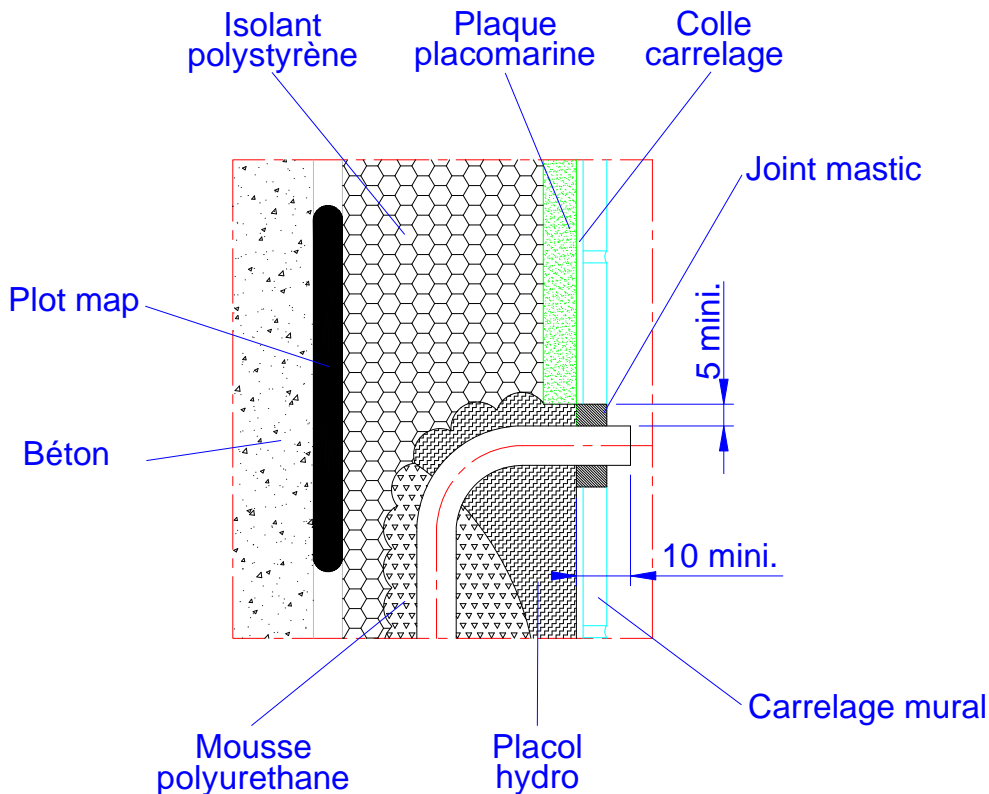 Isolant
polystyrène
Plaque
placomarine
Colle
carrelage
Joint mastic
Plot map
5 mini.
Béton
10 mini.
Carrelage mural
Mousse
polyurethane
Placol
hydro